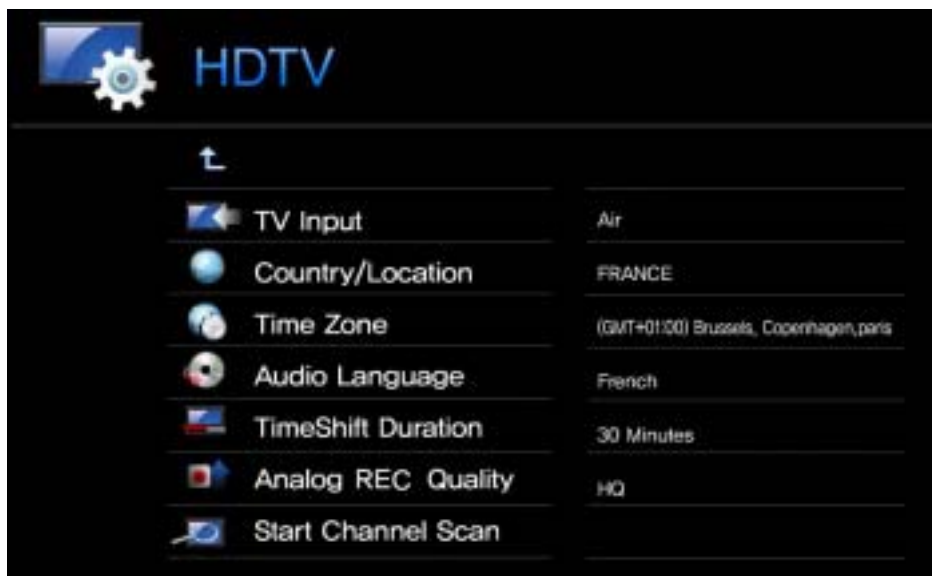 HDTV
TV Input Air
Country/Location FRANCE
Time Zone (GMT+01:00) Brussels, Copenhagen,paris
Audio Language French
TimeShift Duration 30 Minutes
Analog REC Quality HQ
Start Channel Scan